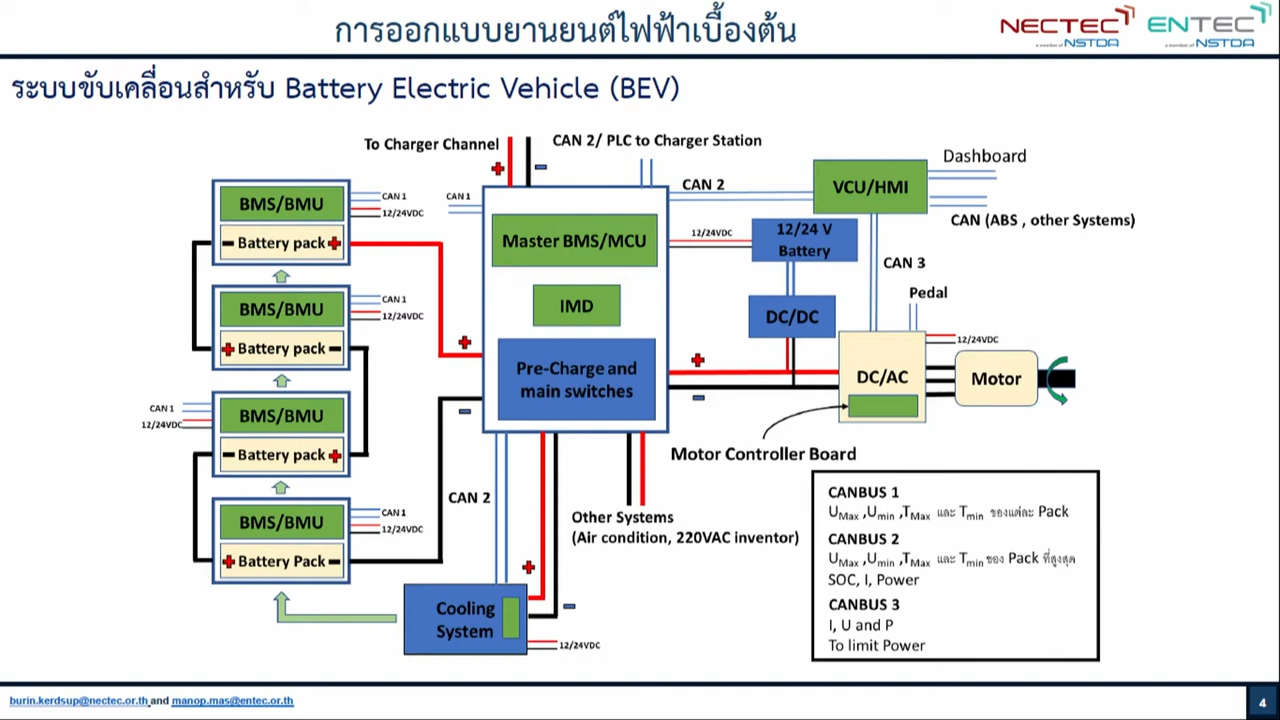 การออกแบบยานยนต์ไฟฟ้าเบื้องต้น
NECTEC
a member of NSTDA
ENTEC
a member of NSTDA
ระบบขับเคลื่อนสำหรับ Battery Electric Vehicle (BEV)
To Charger Channel
CAN 2/ PLC to Charger Station
+
-
BMS/BMU
CAN 1
12/24VDC
- Battery pack +
BMS/BMU
CAN 1
12/24VDC
+ Battery pack -
BMS/BMU
CAN 1
12/24VDC
- Battery pack +
BMS/BMU
CAN 1
12/24VDC
+ Battery Pack -
CAN 1
Master BMS/MCU
IMD
Pre-Charge and
main switches
+
-
CAN 2
VCU/HMI
Dashboard
CAN (ABS , other Systems)
12/24VDC
12/24 V
Battery
DC/DC
CAN 3
Pedal
12/24VDC
+
-
DC/AC
Motor
Motor Controller Board
CAN 2
Other Systems
(Air condition, 220VAC inventor)
+
-
Cooling
System
12/24VDC
CANBUS 1
UMax ,Umin ,TMax และ Tmin ของแต่ละ Pack
CANBUS 2
UMax ,Umin ,TMax และ Tmin ของ Pack ที่สูงสุด
SOC, I, Power
CANBUS 3
I, U and P
To limit Power
burin.kerdsup@nectec.or.th and manop.mas@entec.or.th
4